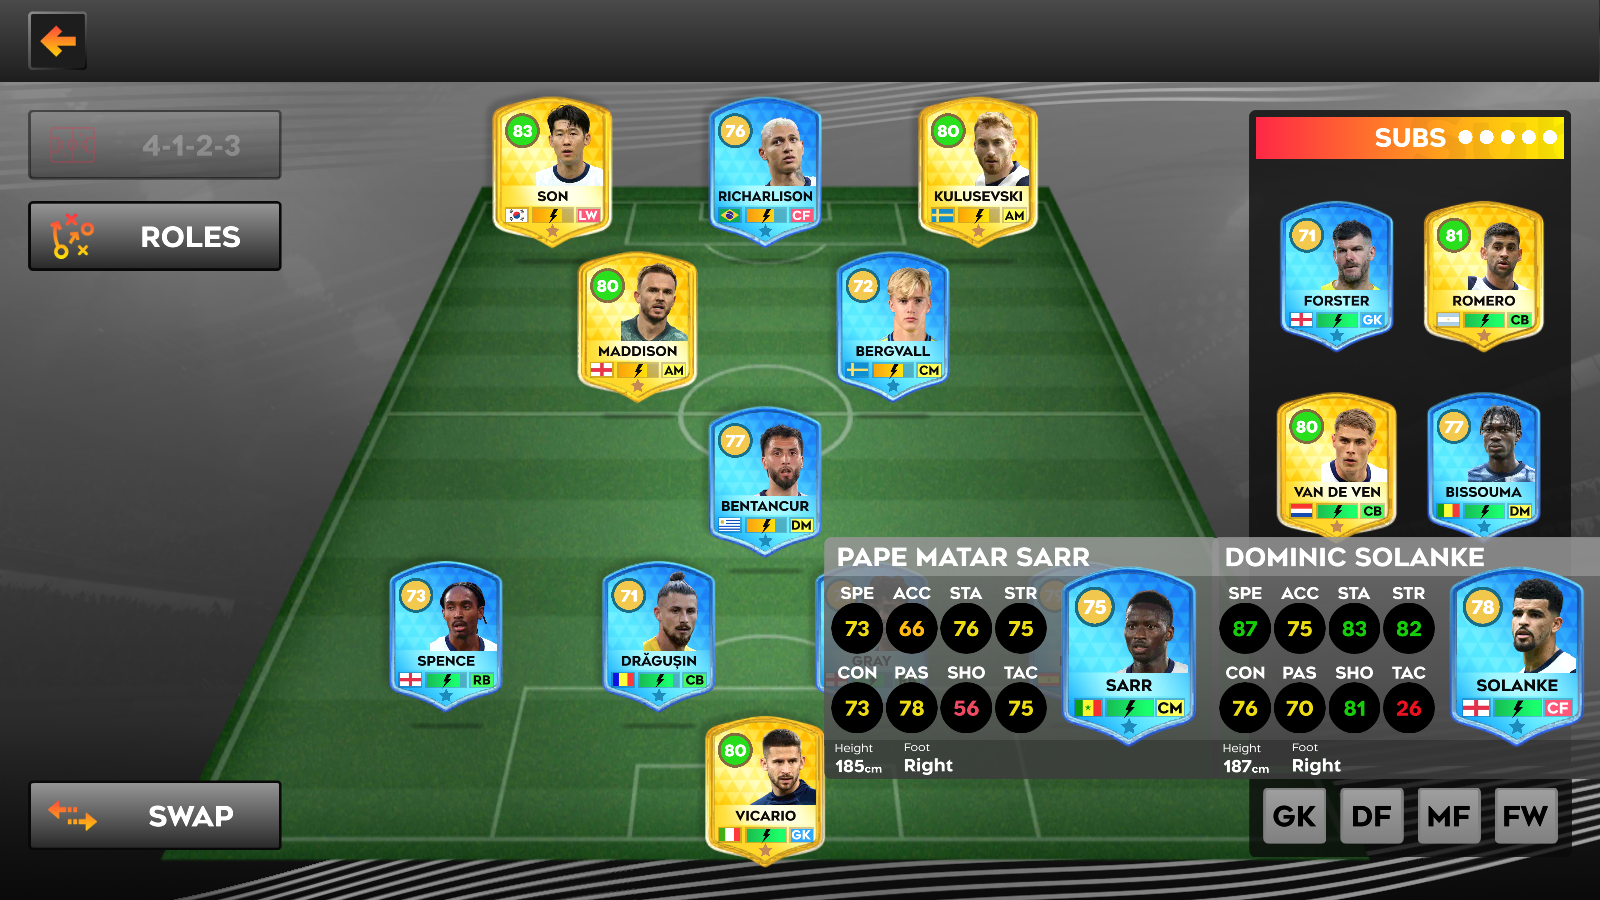 4-1-2-3
ROLES
83
SON
LW
76
RICHARLISON
CF
80
KULUSEVSKI
AM
SUBS
71
FORSTER
GK
81
ROMERO
CB
80
MADDISON
AM
72
BERGVALL
CM
80
VAN DE VEN
CB
77
BISSOUMA
DM
77
BENTANCUR
DM
73
SPENCE
RB
71
DRĂGUȘIN
CB
GRAY
PAPE MATAR SARR
SPE ACC STA STR
73 66 76 75
CON PAS SHO TAC
73 78 56 75
Height Foot
185cm Right
75
SARR
CM
DOMINIC SOLANKE
SPE ACC STA STR
87 75 83 82
CON PAS SHO TAC
76 70 81 26
Height Foot
187cm Right
78
SOLANKE
CF
80
VICARIO
GK
SWAP
GK DF MF FW